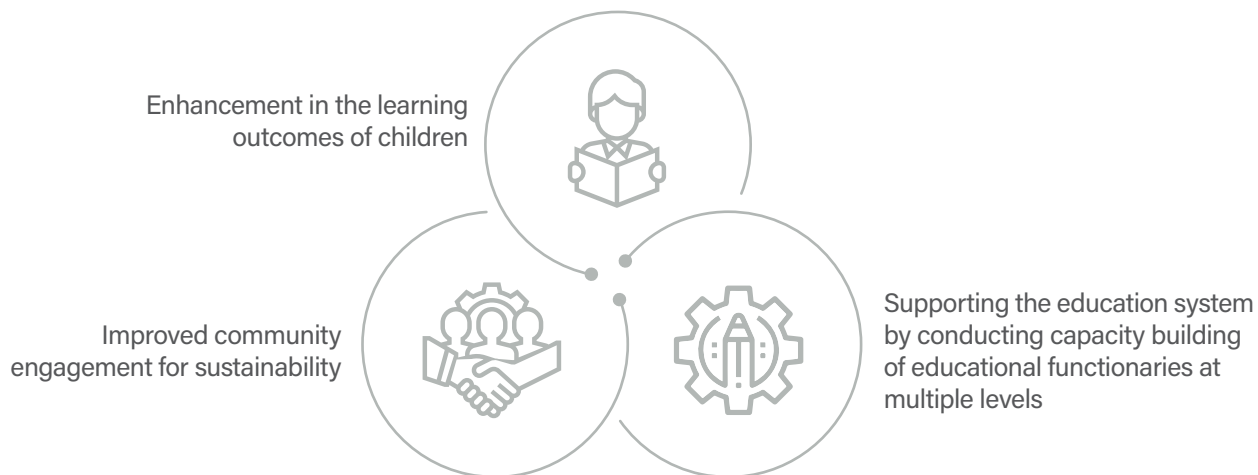 Enhancement in the learning
outcomes of children
Improved community
engagement for sustainability
Supporting the education system
by conducting capacity building
of educational functionaries at
multiple levels